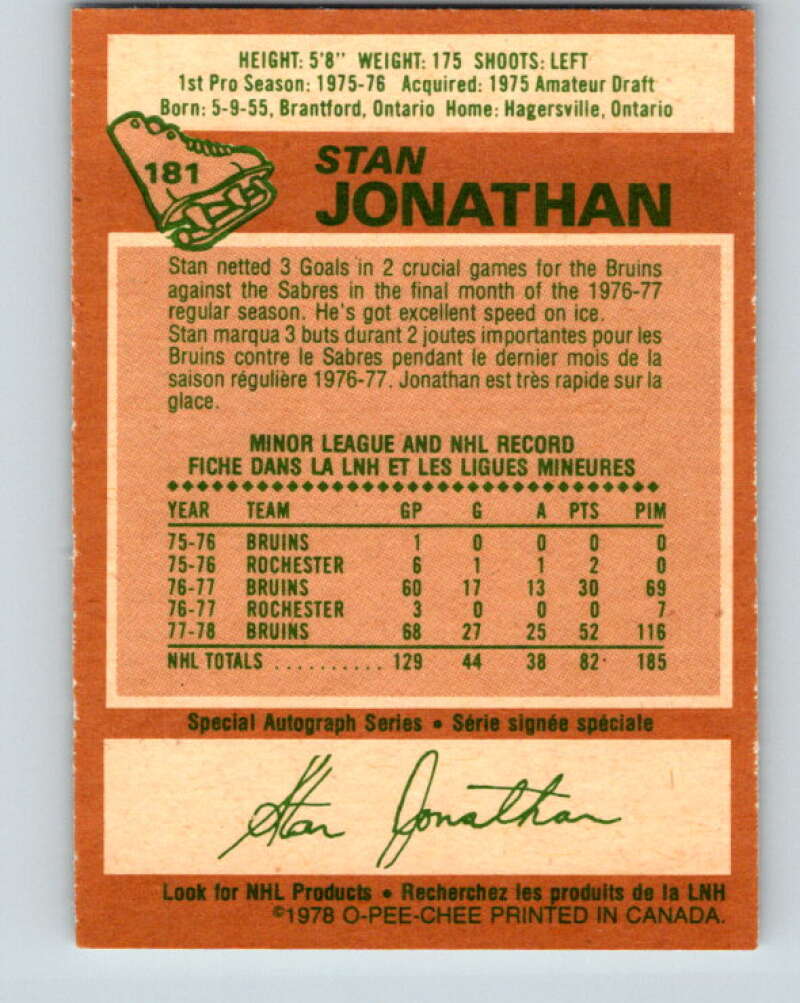 HEIGHT: 5'8" WEIGHT: 175 SHOOTS: LEFT
1st Pro Season: 1975-76 Acquired: 1975 Amateur Draft
Born: 5-9-55, Brantford, Ontario Home: Hagersville, Ontario
181
STAN
JONATHAN
Stan netted 3 Goals in 2 crucial games for the Bruins
against the Sabres in the final month of the 1976-77
regular season. He's got excellent speed on ice.
Stan marqua 3 buts durant 2 joutes importantes pour les
Bruins contre le Sabres pendant le dernier mois de la
saison régulière 1976-77. Jonathan est très rapide sur la
glace.
MINOR LEAGUE AND NHL RECORD
FICHE DANS LA LNH ET LES LIGUES MINEURES
YEAR TEAM GP G A PTS PIM
75-76 BRUINS 1 0 0 0 0
75-76 ROCHESTER 6 1 1 2 0
76-77 BRUINS 60 17 13 30 69
76-77 ROCHESTER 3 0 0 0 7
77-78 BRUINS 68 27 25 52 116
NHL TOTALS .......... 129 44 38 82 185
Special Autograph Series • Série signée spéciale
Stan Jonathan
Look for NHL Products • Recherchez les produits de la LNH
©1978 O-PEE-CHEE PRINTED IN CANADA.